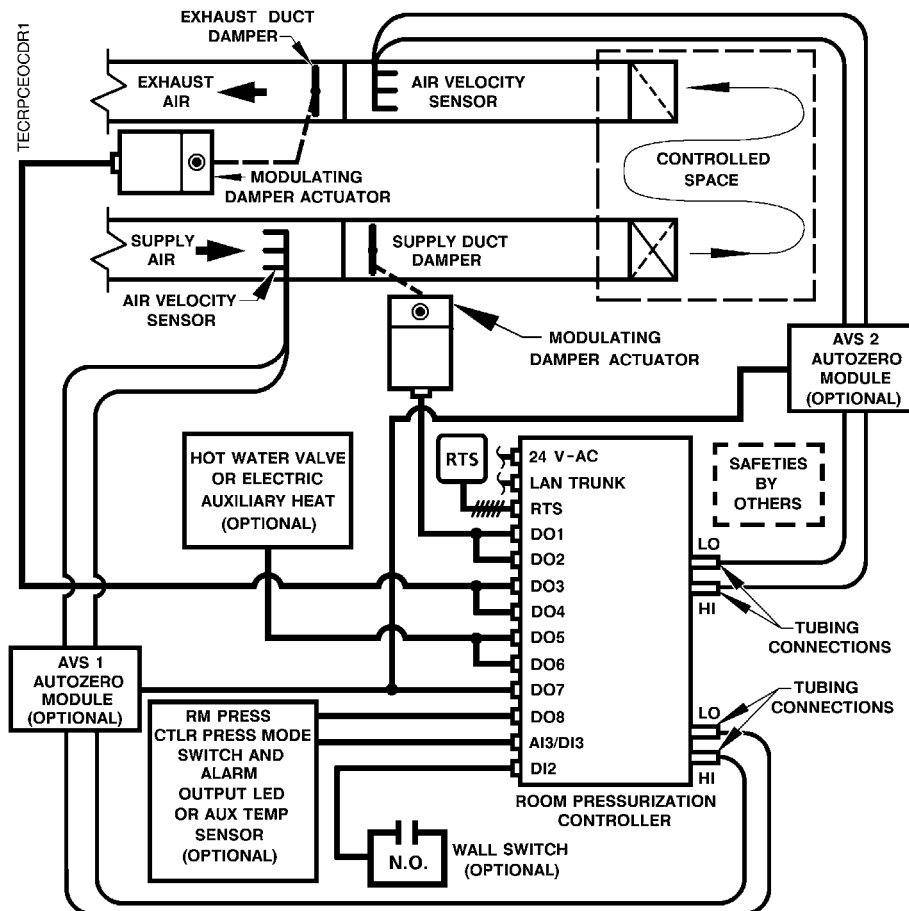 TECRPCEOCDR1
EXHAUST DUCT
DAMPER
EXHAUST
AIR
AIR VELOCITY
SENSOR
CONTROLLED
SPACE
MODULATING
DAMPER ACTUATOR
SUPPLY
AIR
SUPPLY DUCT
DAMPER
AIR VELOCITY
SENSOR
MODULATING
DAMPER ACTUATOR
AVS 2
AUTOZERO
MODULE
(OPTIONAL)
HOT WATER VALVE
OR ELECTRIC
AUXILIARY HEAT
(OPTIONAL)
RTS
24 V-AC
LAN TRUNK
RTS
DO1
DO2
DO3
DO4
DO5
DO6
DO7
DO8
AI3/DI3
DI2
SAFETIES
BY
OTHERS
LO
HI
TUBING
CONNECTIONS
LO
HI
TUBING
CONNECTIONS
AVS 1
AUTOZERO
MODULE
(OPTIONAL)
RM PRESS
CTLR PRESS MODE
SWITCH AND
ALARM
OUTPUT LED
OR AUX TEMP
SENSOR
(OPTIONAL)
ROOM PRESSURIZATION
CONTROLLER
N.O.
WALL SWITCH
(OPTIONAL)